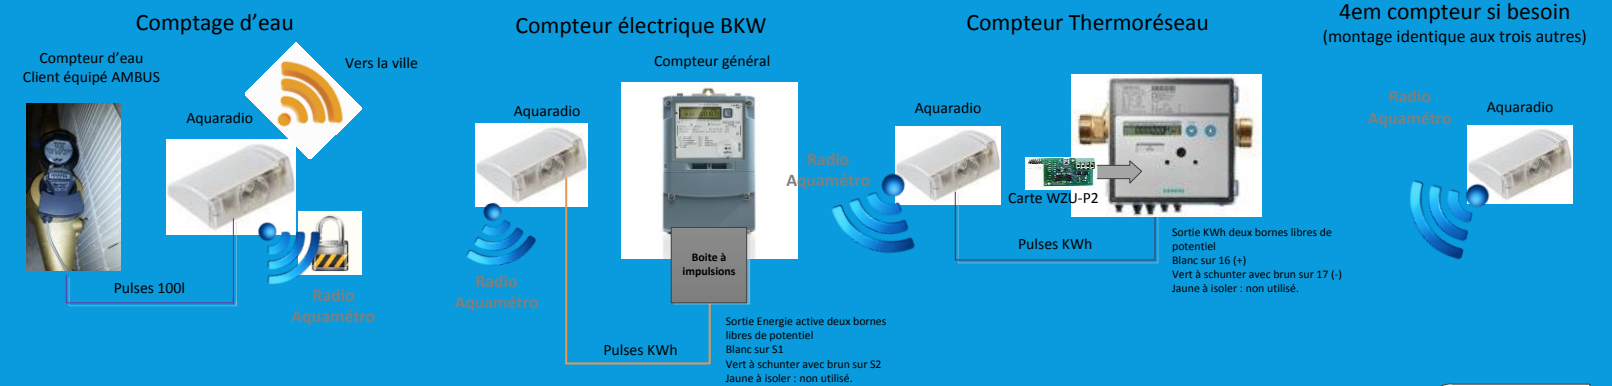 Comptage d'eau
Compteur d'eau
Client équipé AMBUS
Vers la ville
Aquaradio
Pulses 100l
Radio
Aquamétro
Compteur électrique BKW
Compteur général
Aquaradio
Radio
Aquamétro
Boite à
impulsions
Pulses KWh
Sortie Energie active deux bornes
libres de potentiel
Blanc sur S1
Vert à schunter avec brun sur S2
Jaune à isoler : non utilisé.
Compteur Thermoréseau
Aquaradio
Radio
Aquamétro
Carte WZU-P2
SIEMENS
Pulses KWh
Sortie KWh deux bornes libres de
potentiel
Blanc sur 16 (+)
Vert à schunter avec brun sur 17 (-)
Jaune à isoler : non utilisé.
4em compteur si besoin
(montage identique aux trois autres)
Radio
Aquamétro
Aquaradio